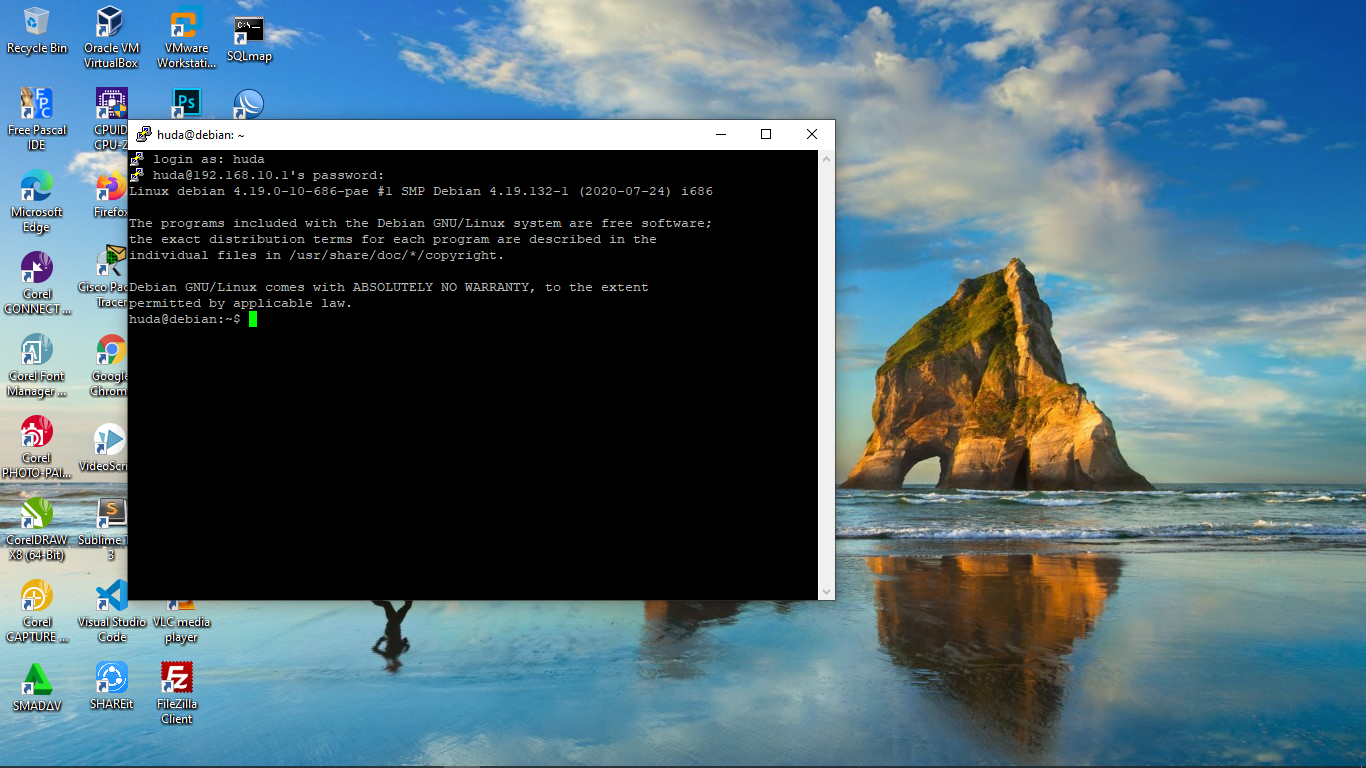 Recycle Bin
Oracle VM
VirtualBox
VMware
Workstati...
C:\
SQLmap
FPC
Free Pascal
IDE
CPUID
CPU-Z
Ps
huda@debian: ~
login as: huda
huda@192.168.10.1's password:
Linux debian 4.19.0-10-686-pae #1 SMP Debian 4.19.132-1 (2020-07-24) i686
The programs included with the Debian GNU/Linux system are free software;
the exact distribution terms for each program are described in the
individual files in /usr/share/doc/*/copyright.
Debian GNU/Linux comes with ABSOLUTELY NO WARRANTY, to the extent
permitted by applicable law.
huda@debian:~$
Microsoft
Edge
Firefox
Corel
CONNECT ...
Cisco Pac
Tracer
Corel Font
Manager ...
Google
Chrom
Corel
PHOTO-PAI...
VideoScri
CorelDRAW
X8 (64-Bit)
S
Sublime T
3
Corel
CAPTURE ...
Visual Studio
Code
VLC media
player
SMADΔV
SHAREit
Fz
FileZilla
Client